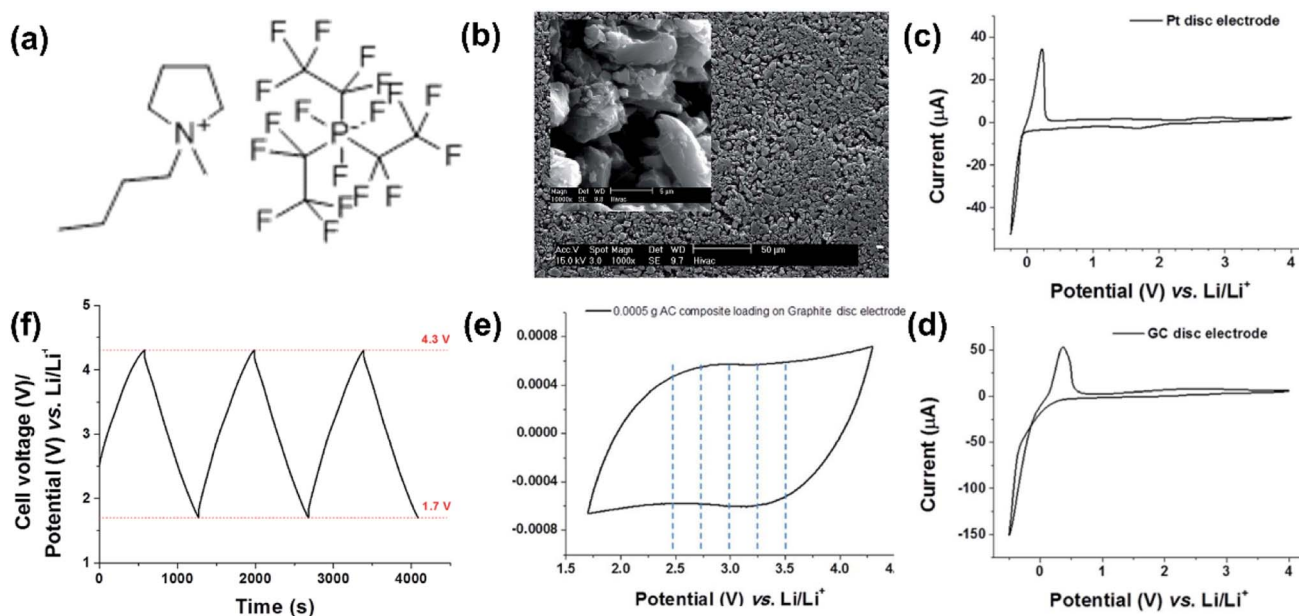 (a)
N+
F F F
F F
F F F F
P-
F F
F F F F F
F F F
(b)
Magn Det WD 5 µm
10000x SE 9.8 Hivac
Acc.V Spot Magn Det WD 50 µm
15.0 kV 3.0 1000x SE 9.7 Hivac
(c)
Pt disc electrode
Current (µA)
40
20
0
-20
-40
0 1 2 3 4
Potential (V) vs. Li/Li+
(f)
Cell voltage (V)/
Potential (V) vs. Li/Li+
5
4
3
2
1
4.3 V
1.7 V
0 1000 2000 3000 4000
Time (s)
(e)
0.0005 g AC composite loading on Graphite disc electrode
0.0008
0.0004
0.0000
-0.0004
-0.0008
1.5 2.0 2.5 3.0 3.5 4.0 4.
Potential (V) vs. Li/Li+
(d)
GC disc electrode
Current (µA)
50
0
-50
-100
-150
0 1 2 3 4
Potential (V) vs. Li/Li+